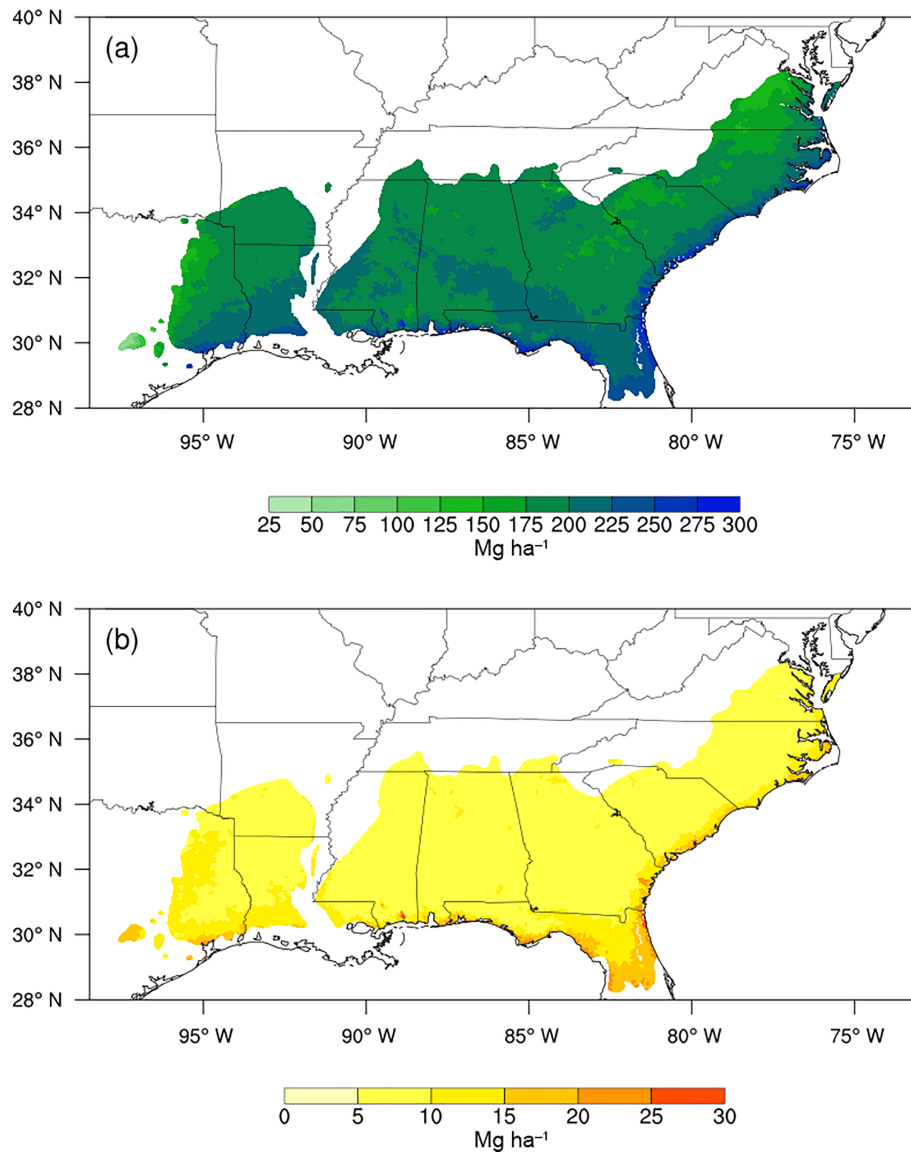 (a)
40° N
38° N
36° N
34° N
32° N
30° N
28° N
95° W 90° W 85° W 80° W 75° W
25 50 75 100 125 150 175 200 225 250 275 300
Mg ha⁻¹
(b)
40° N
38° N
36° N
34° N
32° N
30° N
28° N
95° W 90° W 85° W 80° W 75° W
0 5 10 15 20 25 30
Mg ha⁻¹